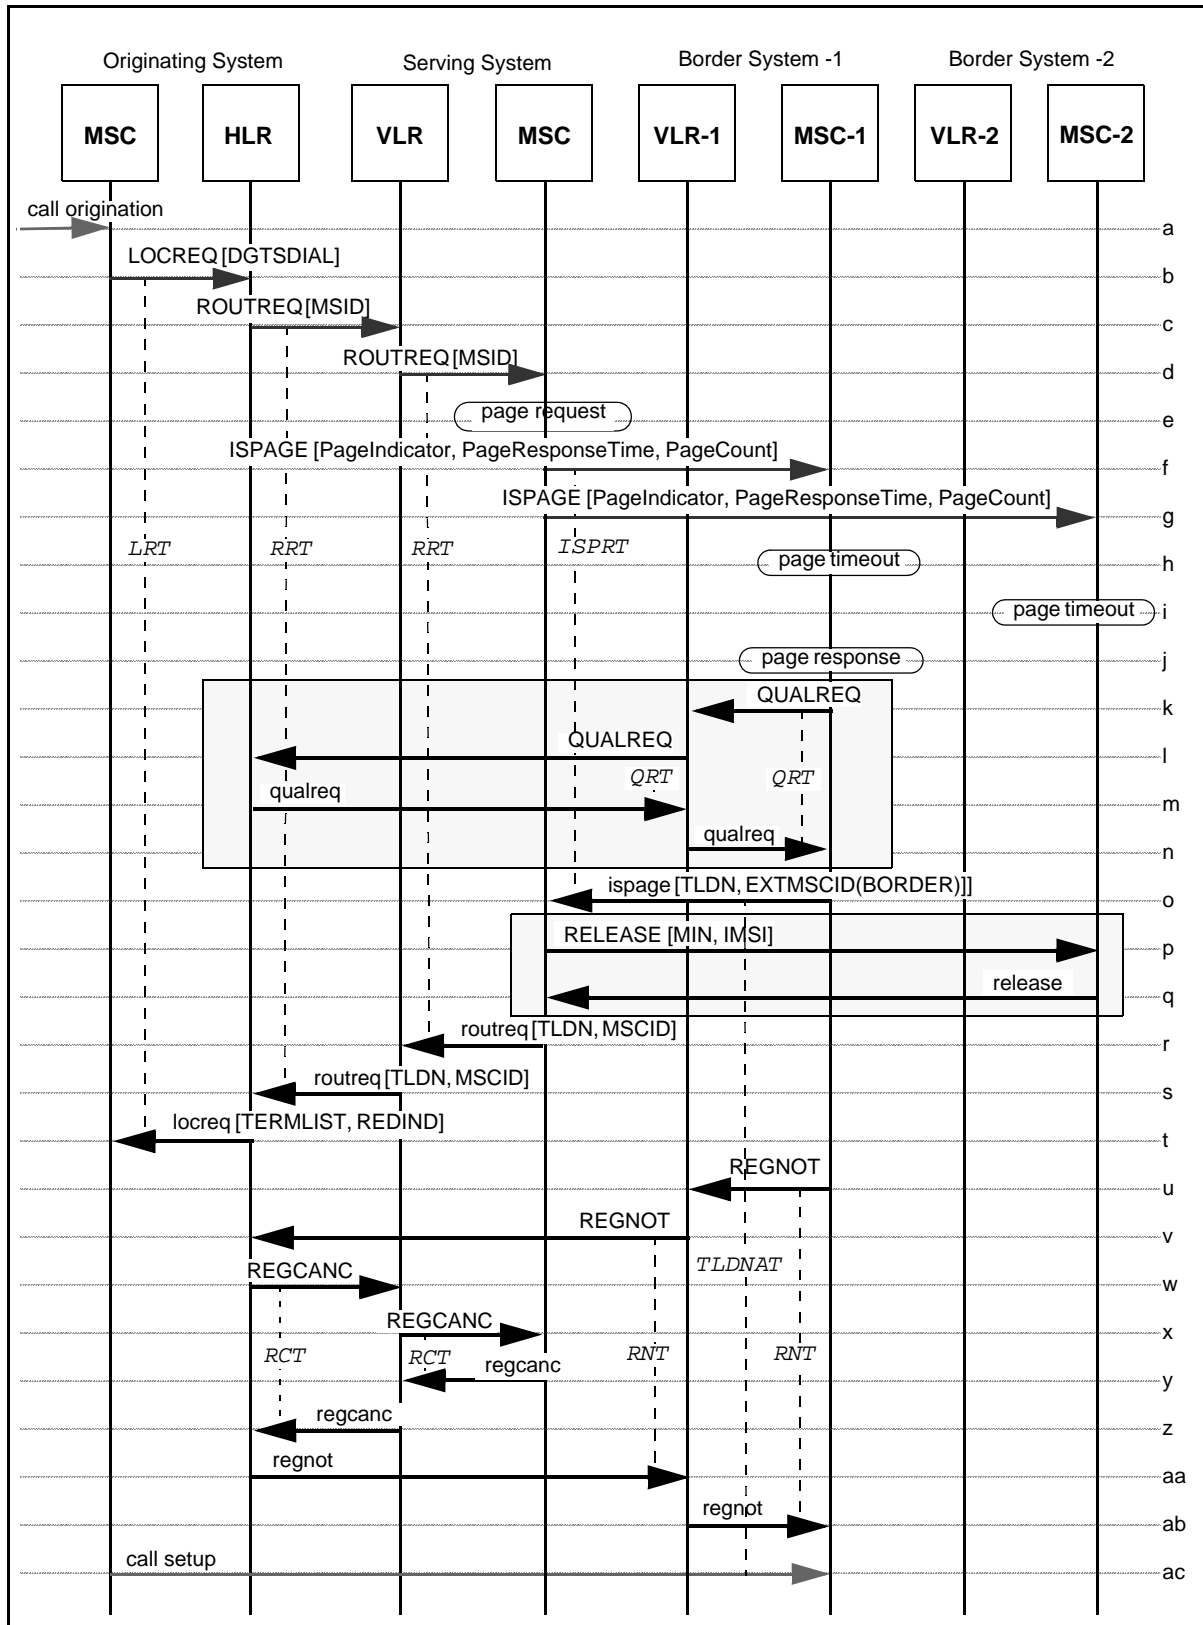 Originating System Serving System Border System -1 Border System -2
MSC HLR VLR MSC VLR-1 MSC-1 VLR-2 MSC-2
call origination
a
LOCREQ [DGTSDIAL]
b
ROUTREQ [MSID]
c
ROUTREQ [MSID]
d
page request
e
ISPAGE [PageIndicator, PageResponseTime, PageCount]
f
ISPAGE [PageIndicator, PageResponseTime, PageCount]
g
LRT RRT RRT ISPRT page timeout
h
page timeout
i
page response
j
QUALREQ
k
QUALREQ
l
QRT QRT
qualreq
m
qualreq
n
ispage [TLDN, EXTMSCID(BORDER)]]
o
RELEASE [MIN, IMSI]
p
release
q
routreq [TLDN, MSCID]
r
routreq [TLDN, MSCID]
s
locreq [TERMLIST, REDIND]
t
REGNOT
u
REGNOT
v
TLDNAT
REGCANC
w
REGCANC
x
RCT RCT regcanc RNT RNT
y
regcanc
z
regnot
aa
regnot
ab
call setup
ac